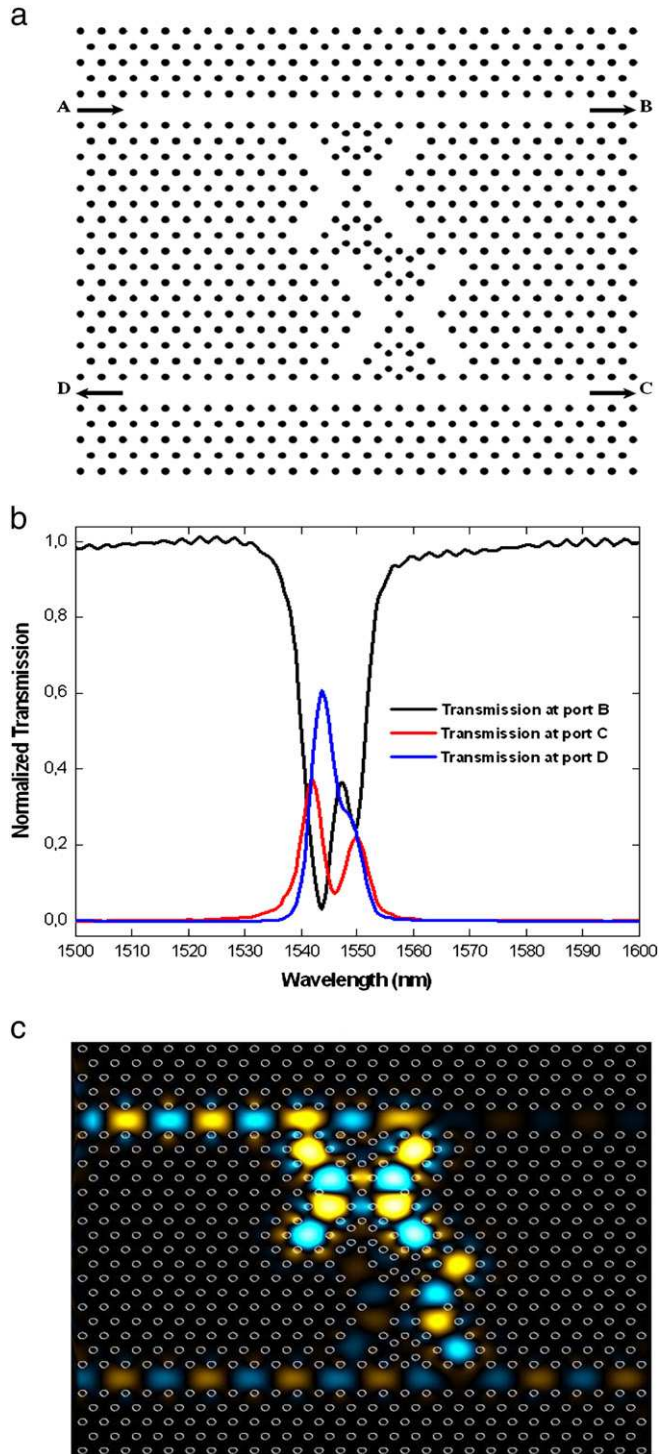 a
A
B
D
C
b
1,0
0,8
0,6
0,4
0,2
0,0
Normalized Transmission
Transmission at port B
Transmission at port C
Transmission at port D
1500 1510 1520 1530 1540 1550 1560 1570 1580 1590 1600
Wavelength (nm)
c